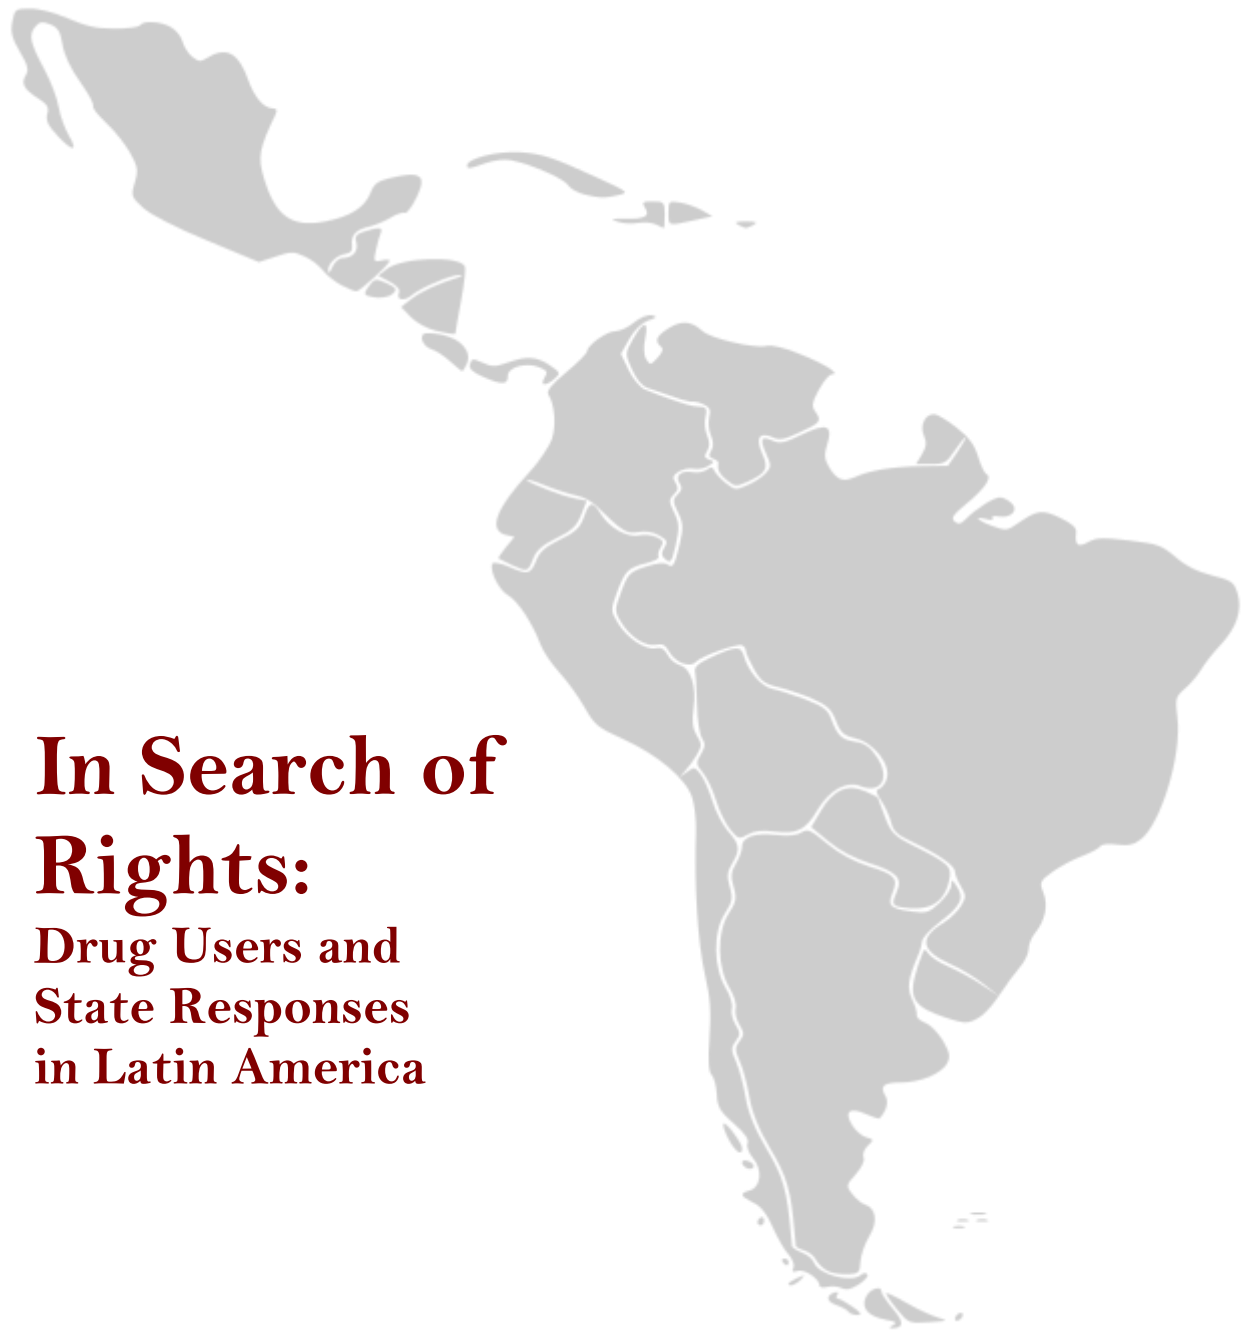 In Search of
Rights:
Drug Users and
State Responses
in Latin America